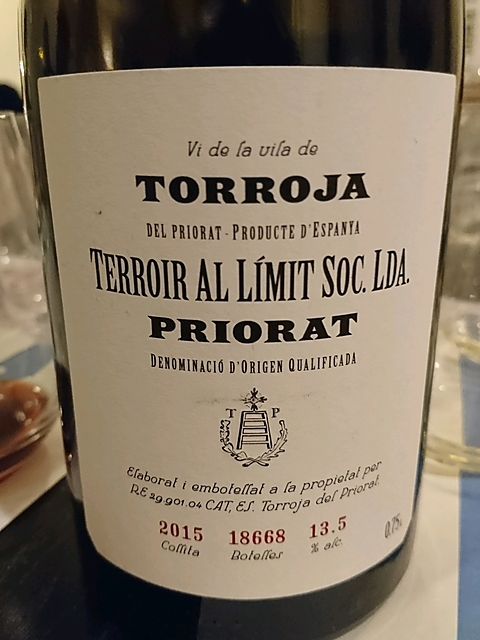 Vi de la vila de
TORROJA
DEL PRIORAT - PRODUCTE D'ESPANYA
TERROIR AL LÍMIT SOC. LDA.
PRIORAT
DENOMINACIÓ D'ORIGEN QUALIFICADA
T P
Elaborat i embotellat a la propietat per
RE 29.901.04 CAT, ES. Torroja del Priorat
2015 18668 13.5
Collita Botelles % alc.
0,75L